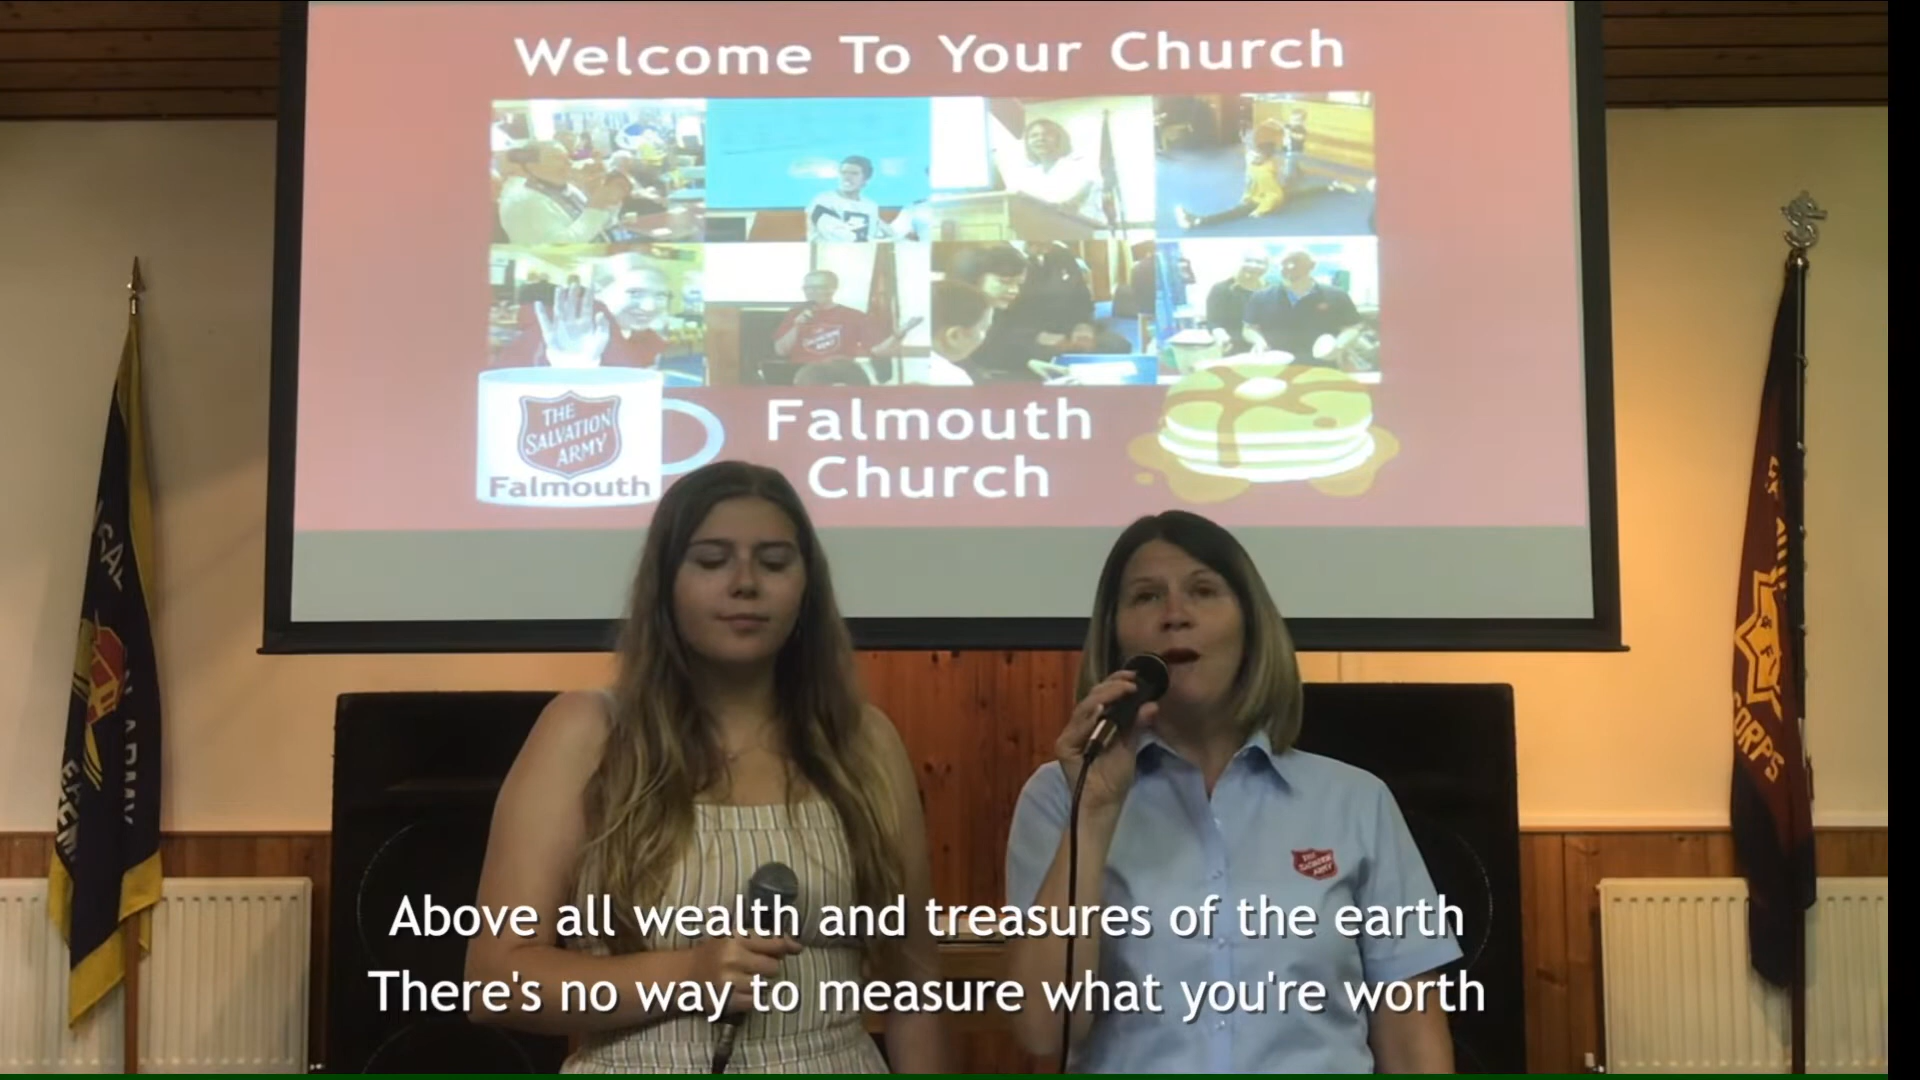 Welcome To Your Church
THE
SALVATION
ARMY
Falmouth
Falmouth
Church
CORPS
THE
SALVATION
ARMY
Above all wealth and treasures of the earth
There's no way to measure what you're worth